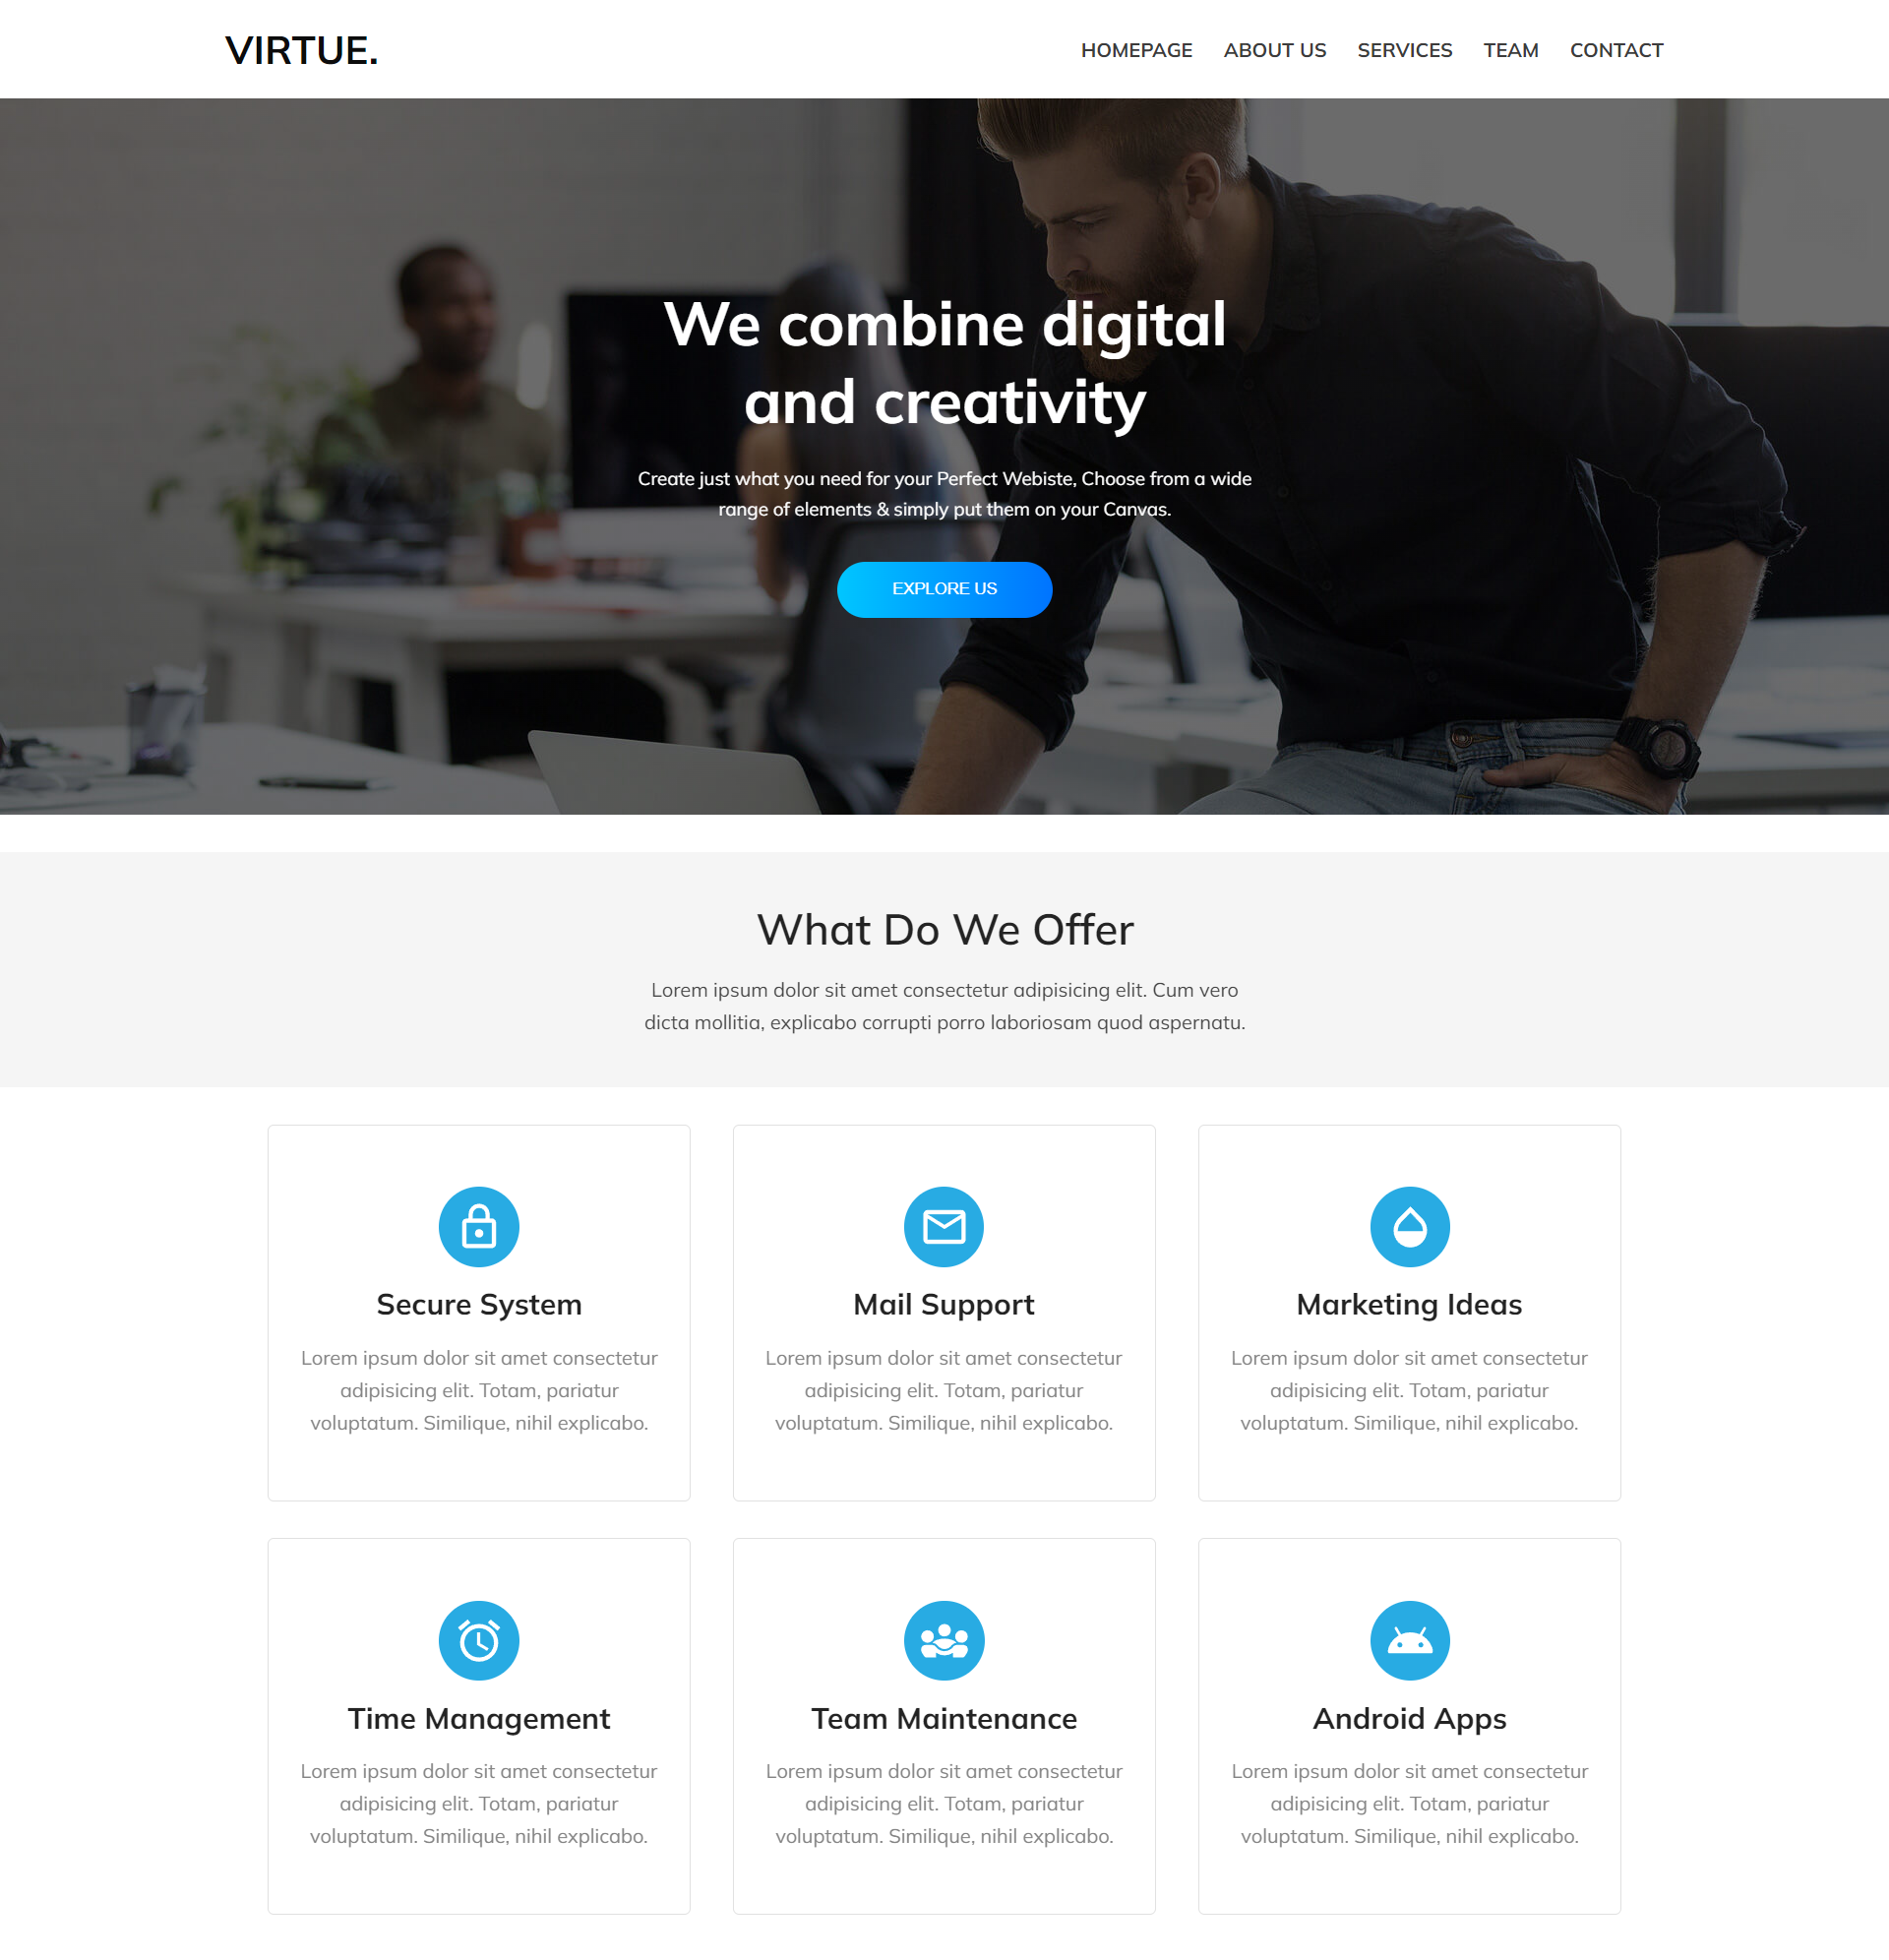 VIRTUE.
HOMEPAGE ABOUT US SERVICES TEAM CONTACT
We combine digital
and creativity
Create just what you need for your Perfect Webiste, Choose from a wide
range of elements & simply put them on your Canvas.
EXPLORE US
What Do We Offer
Lorem ipsum dolor sit amet consectetur adipisicing elit. Cum vero
dicta mollitia, explicabo corrupti porro laboriosam quod aspernatu.
Secure System
Lorem ipsum dolor sit amet consectetur
adipisicing elit. Totam, pariatur
voluptatum. Similique, nihil explicabo.
Mail Support
Lorem ipsum dolor sit amet consectetur
adipisicing elit. Totam, pariatur
voluptatum. Similique, nihil explicabo.
Marketing Ideas
Lorem ipsum dolor sit amet consectetur
adipisicing elit. Totam, pariatur
voluptatum. Similique, nihil explicabo.
Time Management
Lorem ipsum dolor sit amet consectetur
adipisicing elit. Totam, pariatur
voluptatum. Similique, nihil explicabo.
Team Maintenance
Lorem ipsum dolor sit amet consectetur
adipisicing elit. Totam, pariatur
voluptatum. Similique, nihil explicabo.
Android Apps
Lorem ipsum dolor sit amet consectetur
adipisicing elit. Totam, pariatur
voluptatum. Similique, nihil explicabo.